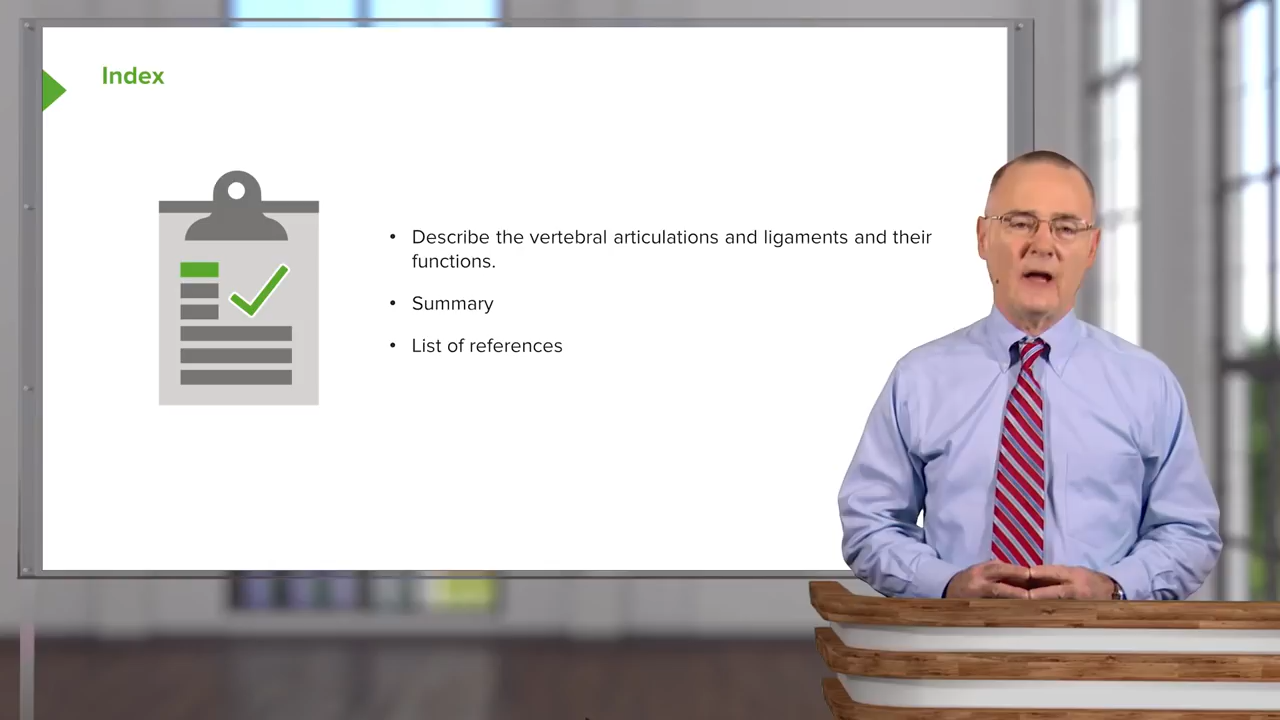 Index
• Describe the vertebral articulations and ligaments and their
functions.
• Summary
• List of references